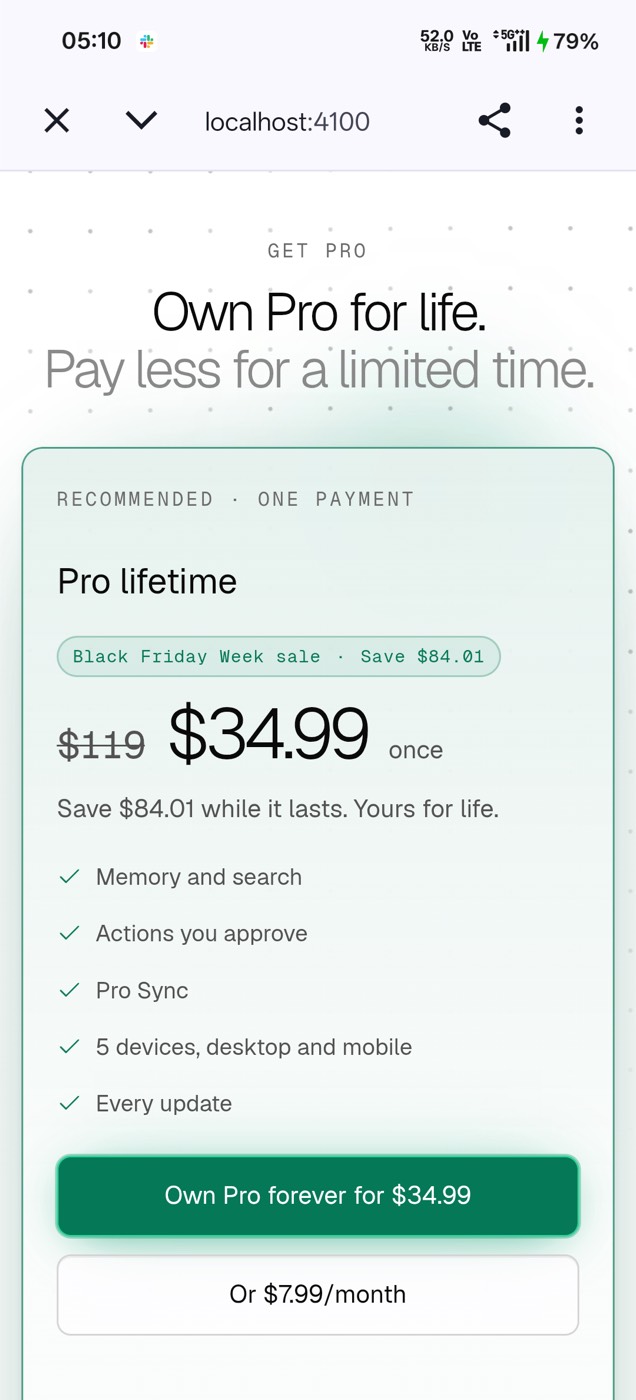 05:10
52.0 KB/S Vo LTE 5G++ 79%
localhost:4100
GET PRO
Own Pro for life.
Pay less for a limited time.
RECOMMENDED · ONE PAYMENT
Pro lifetime
Black Friday Week sale · Save $84.01
$119 $34.99 once
Save $84.01 while it lasts. Yours for life.
Memory and search
Actions you approve
Pro Sync
5 devices, desktop and mobile
Every update
Own Pro forever for $34.99
Or $7.99/month